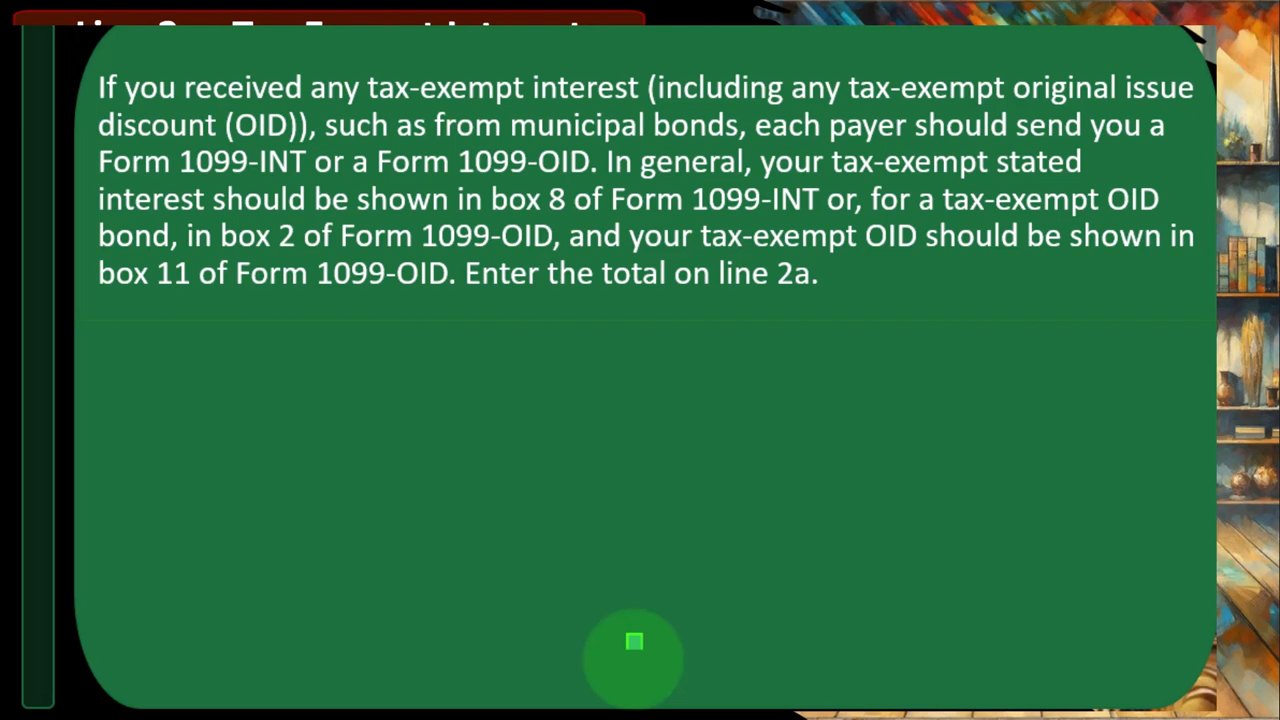 If you received any tax-exempt interest (including any tax-exempt original issue
discount (OID)), such as from municipal bonds, each payer should send you a
Form 1099-INT or a Form 1099-OID. In general, your tax-exempt stated
interest should be shown in box 8 of Form 1099-INT or, for a tax-exempt OID
bond, in box 2 of Form 1099-OID, and your tax-exempt OID should be shown in
box 11 of Form 1099-OID. Enter the total on line 2a.